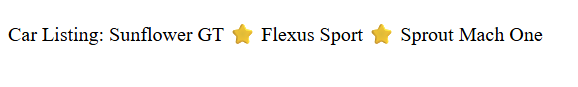 Car Listing: Sunflower GT ⭐ Flexus Sport ⭐ Sprout Mach One